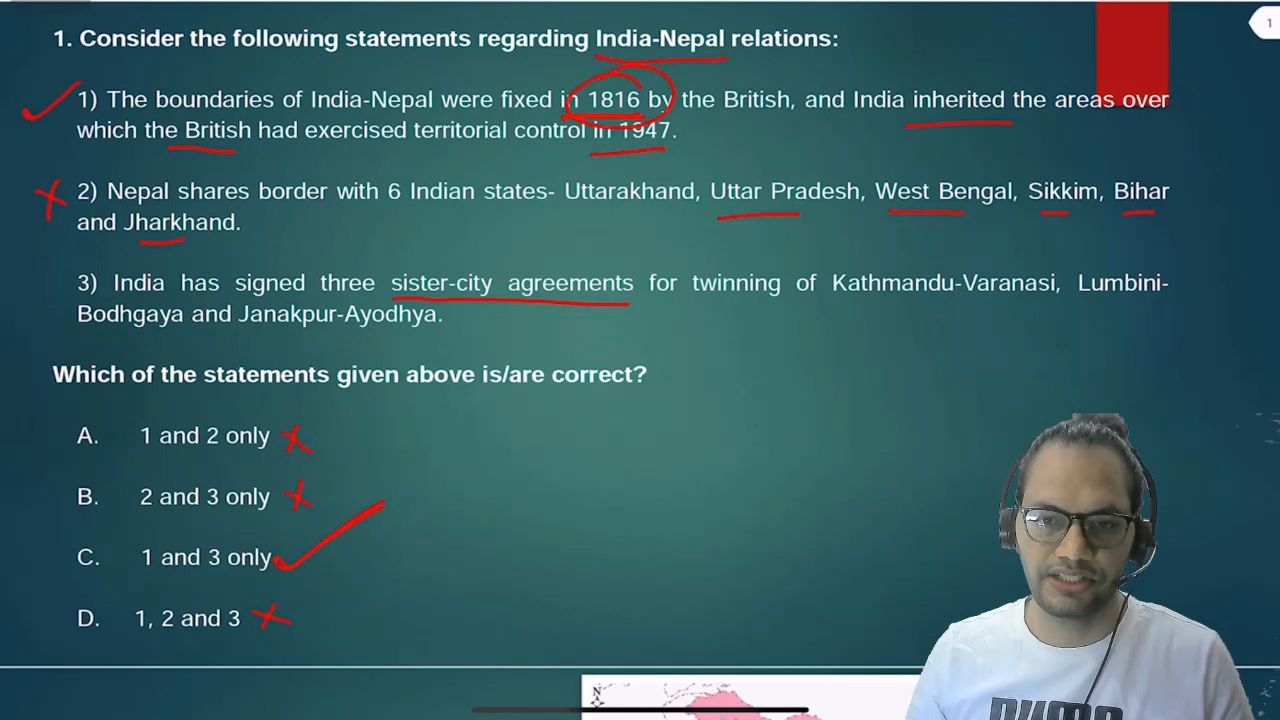 1
1. Consider the following statements regarding India-Nepal relations:
1) The boundaries of India-Nepal were fixed in 1816 by the British, and India inherited the areas over
which the British had exercised territorial control in 1947.
2) Nepal shares border with 6 Indian states- Uttarakhand, Uttar Pradesh, West Bengal, Sikkim, Bihar
and Jharkhand.
3) India has signed three sister-city agreements for twinning of Kathmandu-Varanasi, Lumbini-
Bodhgaya and Janakpur-Ayodhya.
Which of the statements given above is/are correct?
A. 1 and 2 only
B. 2 and 3 only
C. 1 and 3 only
D. 1, 2 and 3
N